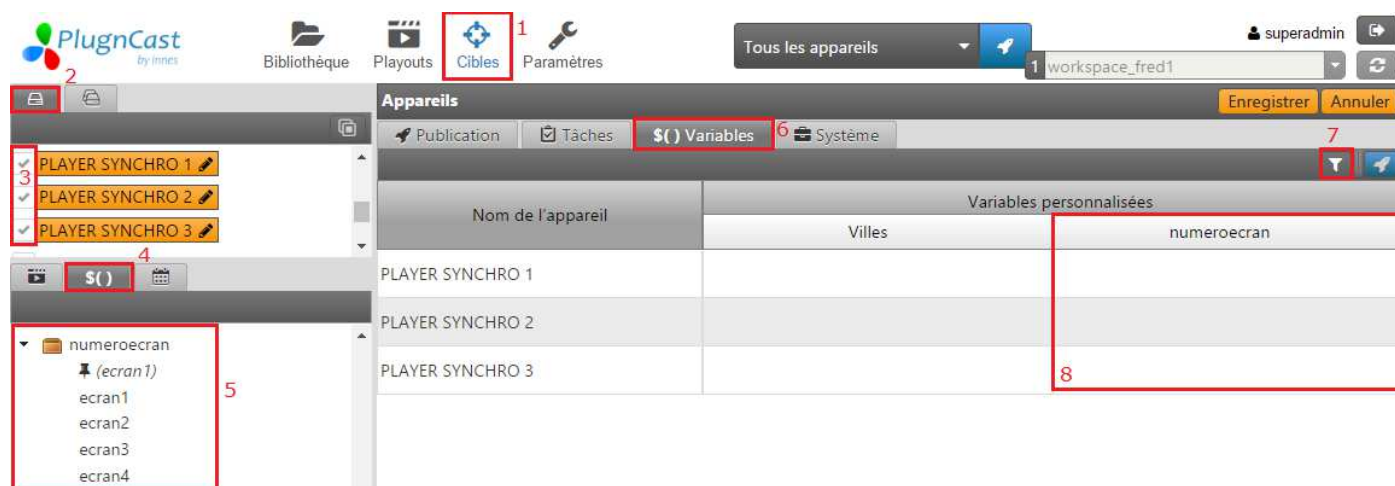 PlugnCast
by innes
Bibliothèque
Playouts
Cibles
1
Paramètres
Tous les appareils
superadmin
1 workspace_fred1
2
Appareils
Enregistrer
Annuler
Publication
Tâches
$( ) Variables
6
Système
7
3
PLAYER SYNCHRO 1
PLAYER SYNCHRO 2
PLAYER SYNCHRO 3
4
$( )
Nom de l'appareil
Variables personnalisées
Villes
numeroecran
PLAYER SYNCHRO 1
PLAYER SYNCHRO 2
PLAYER SYNCHRO 3
8
numeroecran
(ecran1)
ecran1
ecran2
ecran3
ecran4
5